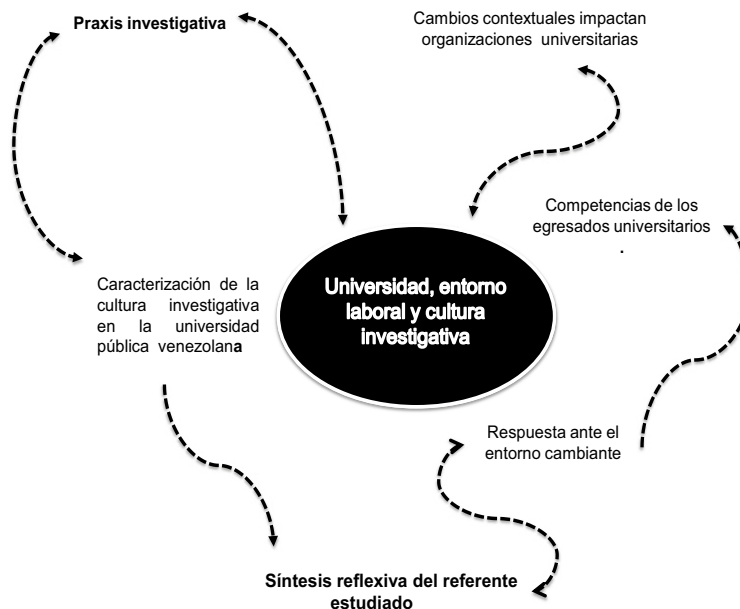 Praxis investigativa
Cambios contextuales impactan
organizaciones universitarias
Competencias de los
egresados universitarios
.
Universidad, entorno
laboral y cultura
investigativa
Caracterización de la
cultura investigativa
en la universidad
pública venezolana
Respuesta ante el
entorno cambiante
Síntesis reflexiva del referente
estudiado